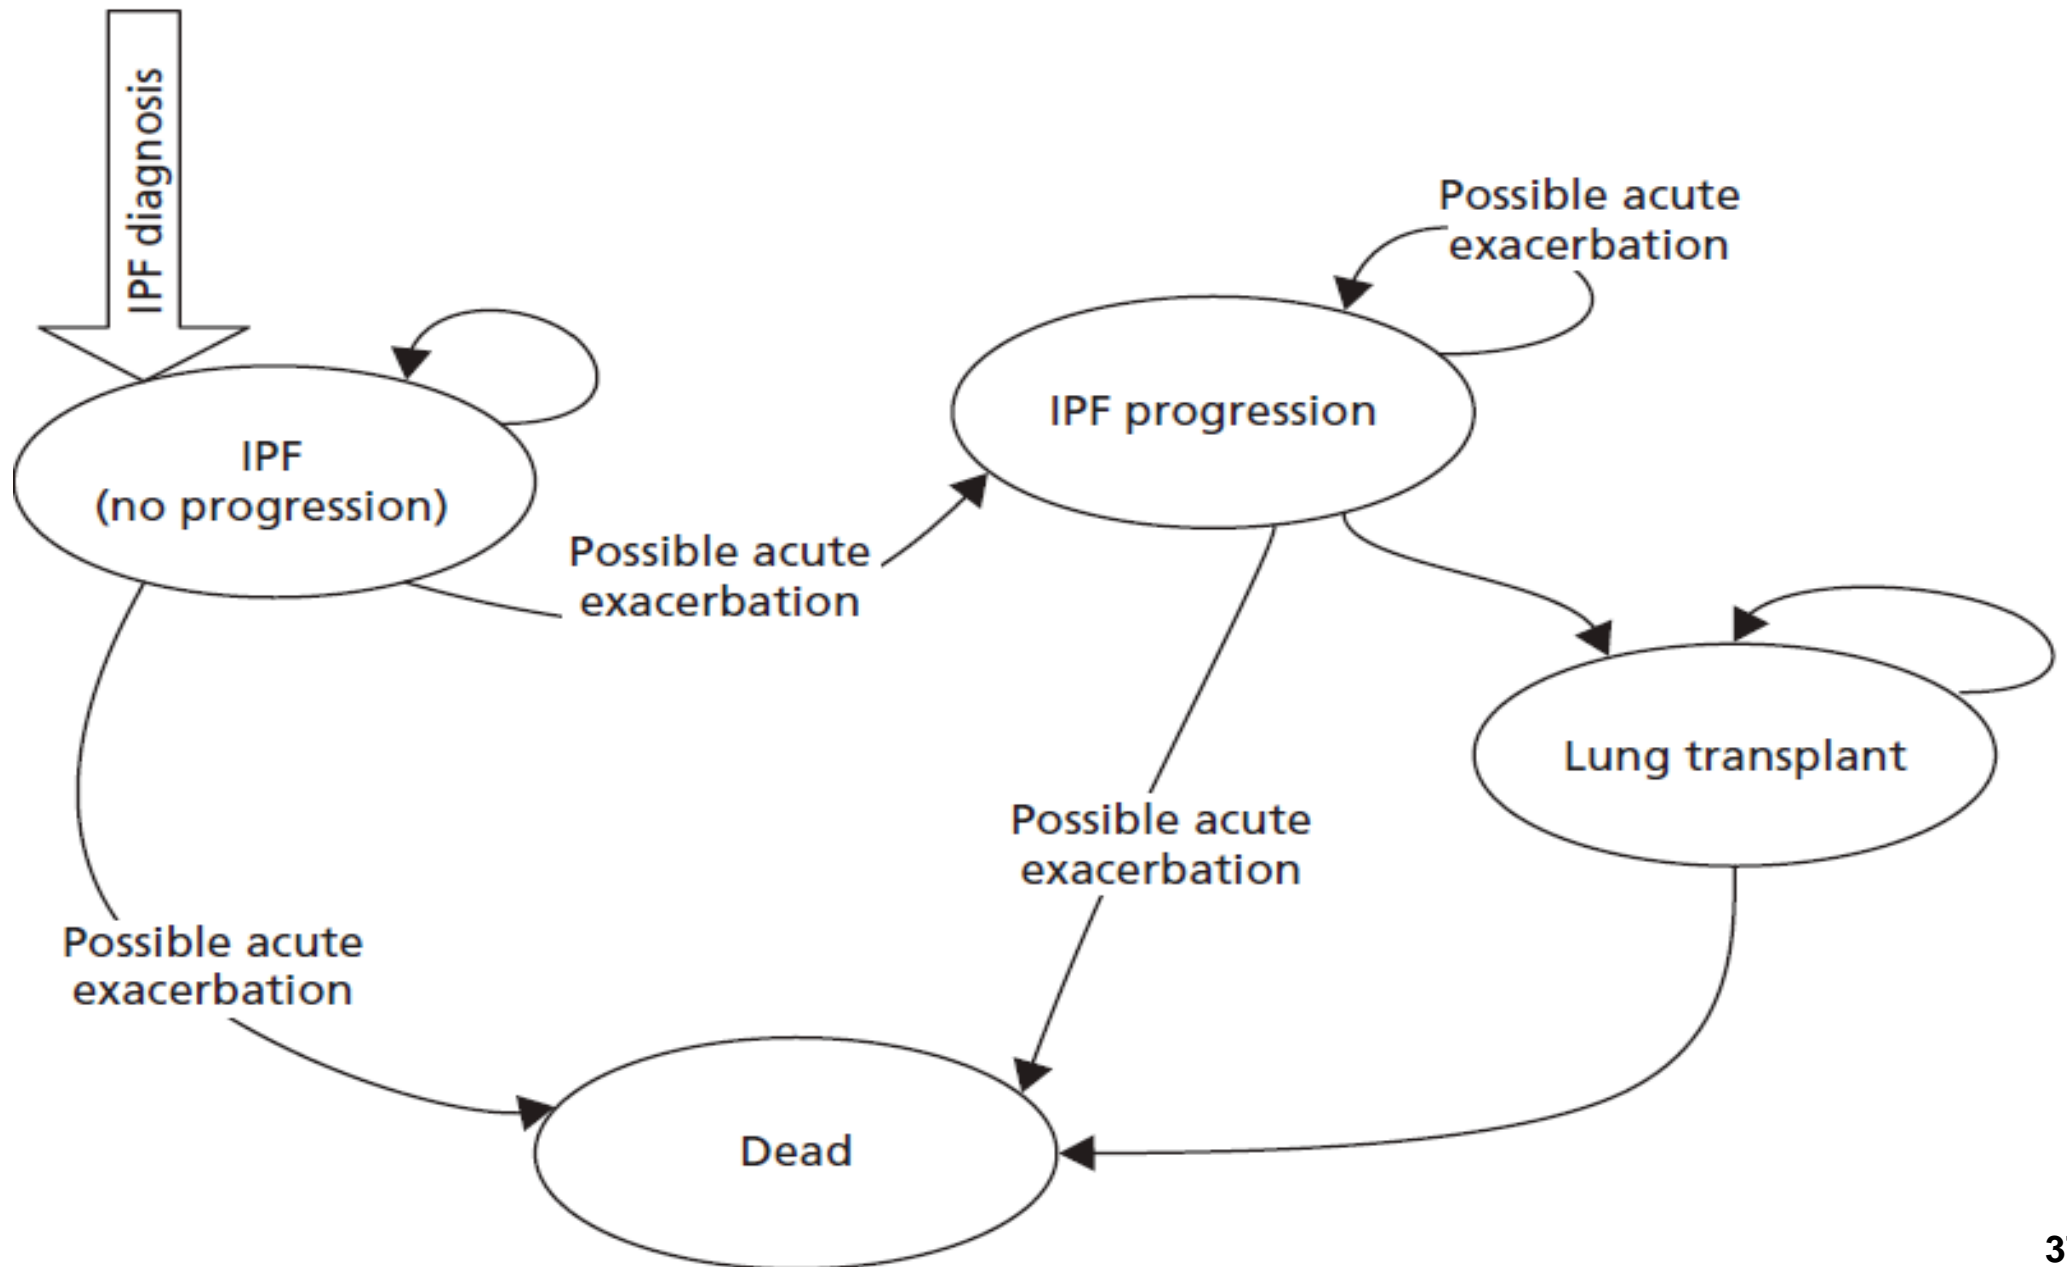 IPF diagnosis
Possible acute
exacerbation
IPF progression
IPF
(no progression)
Possible acute
exacerbation
Lung transplant
Possible acute
exacerbation
Possible acute
exacerbation
Dead